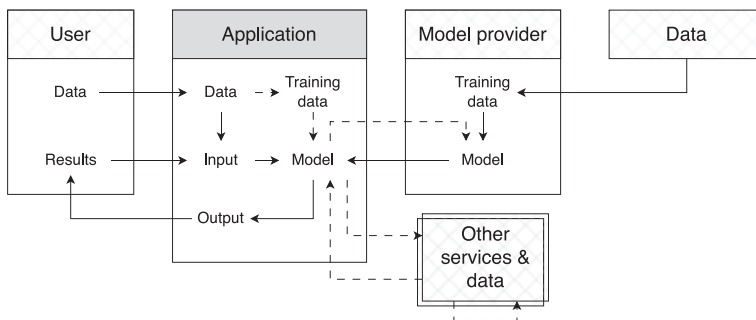 User
Application
Model provider
Data
Data
Data
Training
data
Training
data
Results
Input
Model
Model
Output
Other
services &
data